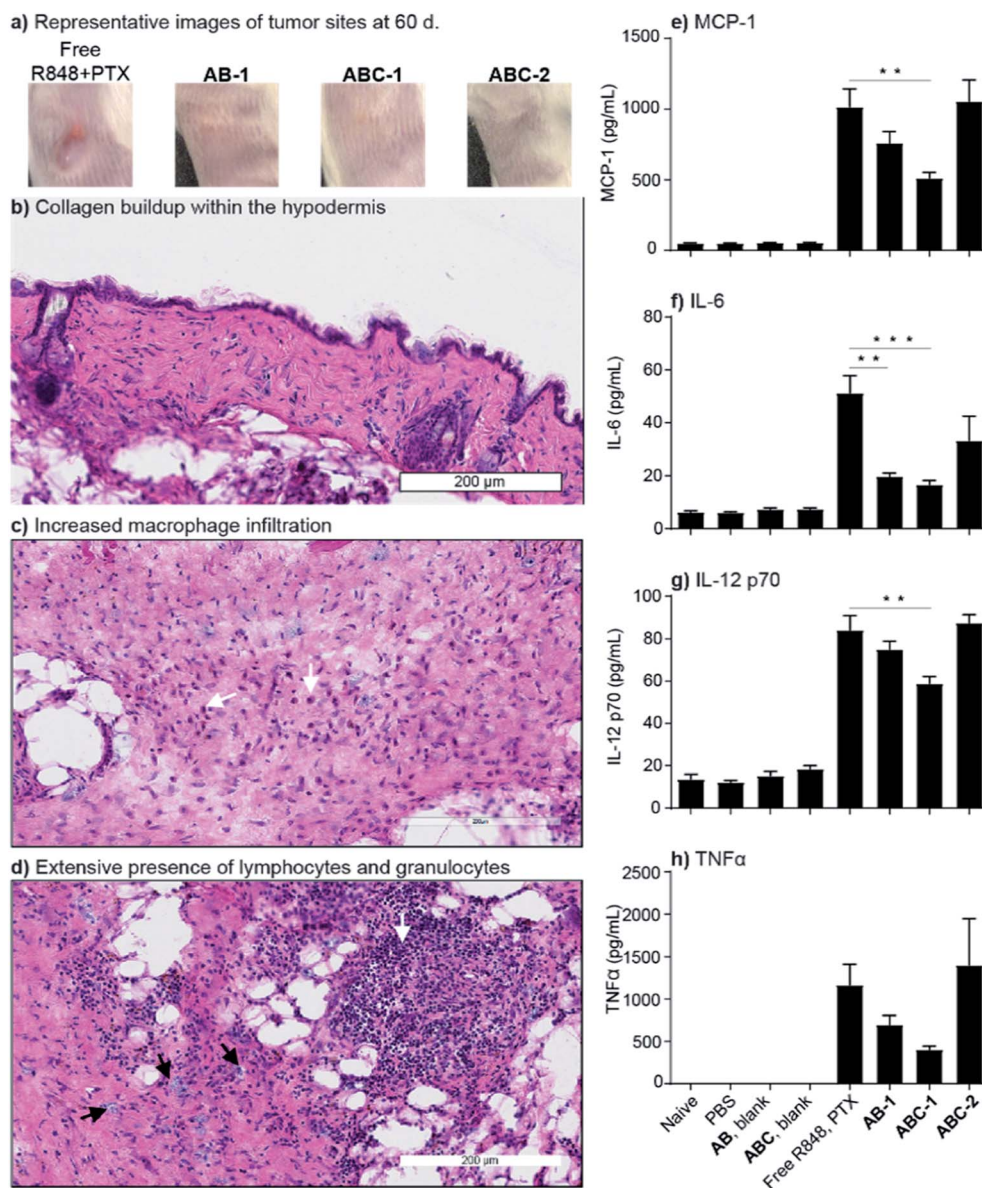 a) Representative images of tumor sites at 60 d.
Free
R848+PTX
AB-1
ABC-1
ABC-2
b) Collagen buildup within the hypodermis
200 µm
c) Increased macrophage infiltration
200µm
d) Extensive presence of lymphocytes and granulocytes
200 µm
e) MCP-1
MCP-1 (pg/mL)
1500
1000
500
0
* *
f) IL-6
IL-6 (pg/mL)
80
60
40
20
0
* * *
* *
g) IL-12 p70
IL-12 p70 (pg/mL)
100
80
60
40
20
0
* *
h) TNFα
TNFα (pg/mL)
2500
2000
1500
1000
500
0
Naive
PBS
AB, blank
ABC, blank
Free R848, PTX
AB-1
ABC-1
ABC-2